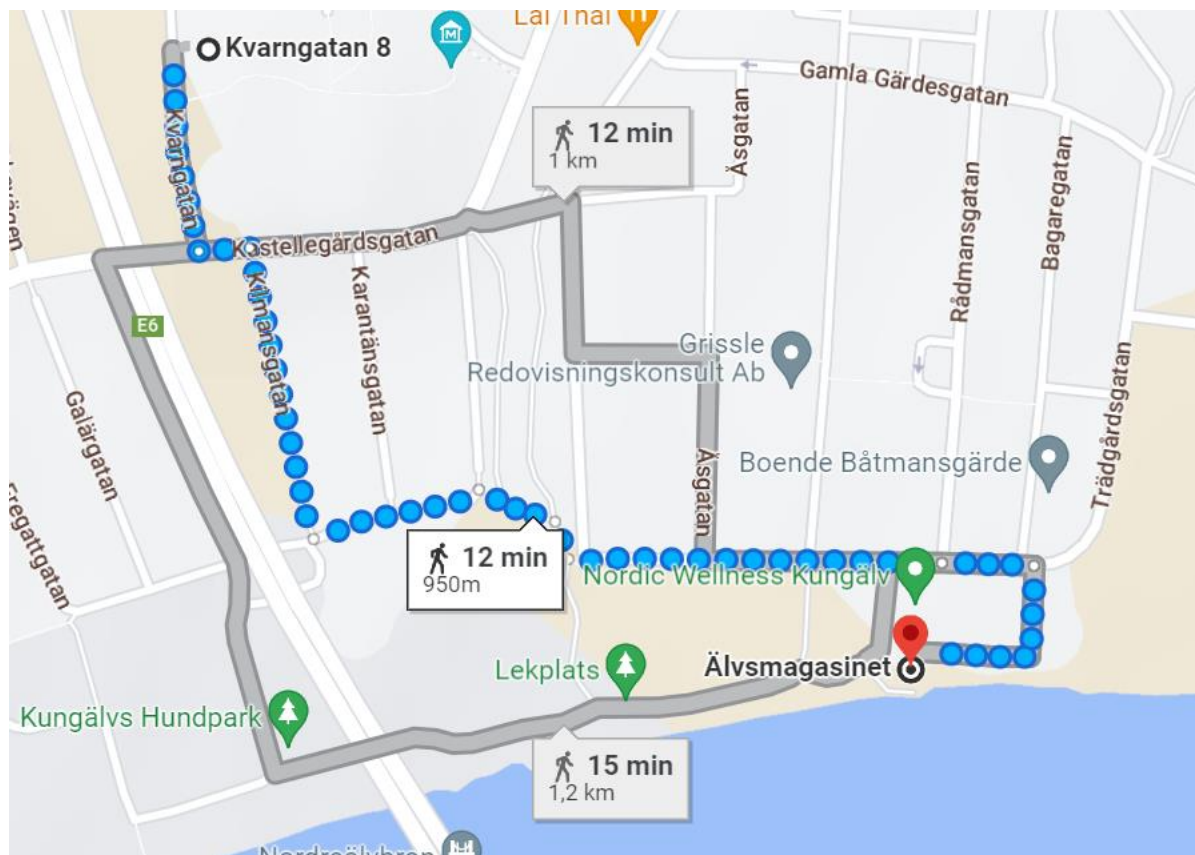 Lai Thai
Kvarngatan 8
Gamla Gärdesgatan
12 min
1 km
Åsgatan
Kvarngatan
Bagaregatan
Rådmansgatan
Kastellegårdsgatan
Kilmansgatan
Karantänsgatan
E6
Grissle
Redovisningskonsult Ab
Trädgårdsgatan
Galärgatan
Åsgatan
Boende Båtmansgärde
Fregattgatan
12 min
950m
Nordic Wellness Kungälv
Lekplats
Älvsmagasinet
Kungälvs Hundpark
15 min
1,2 km